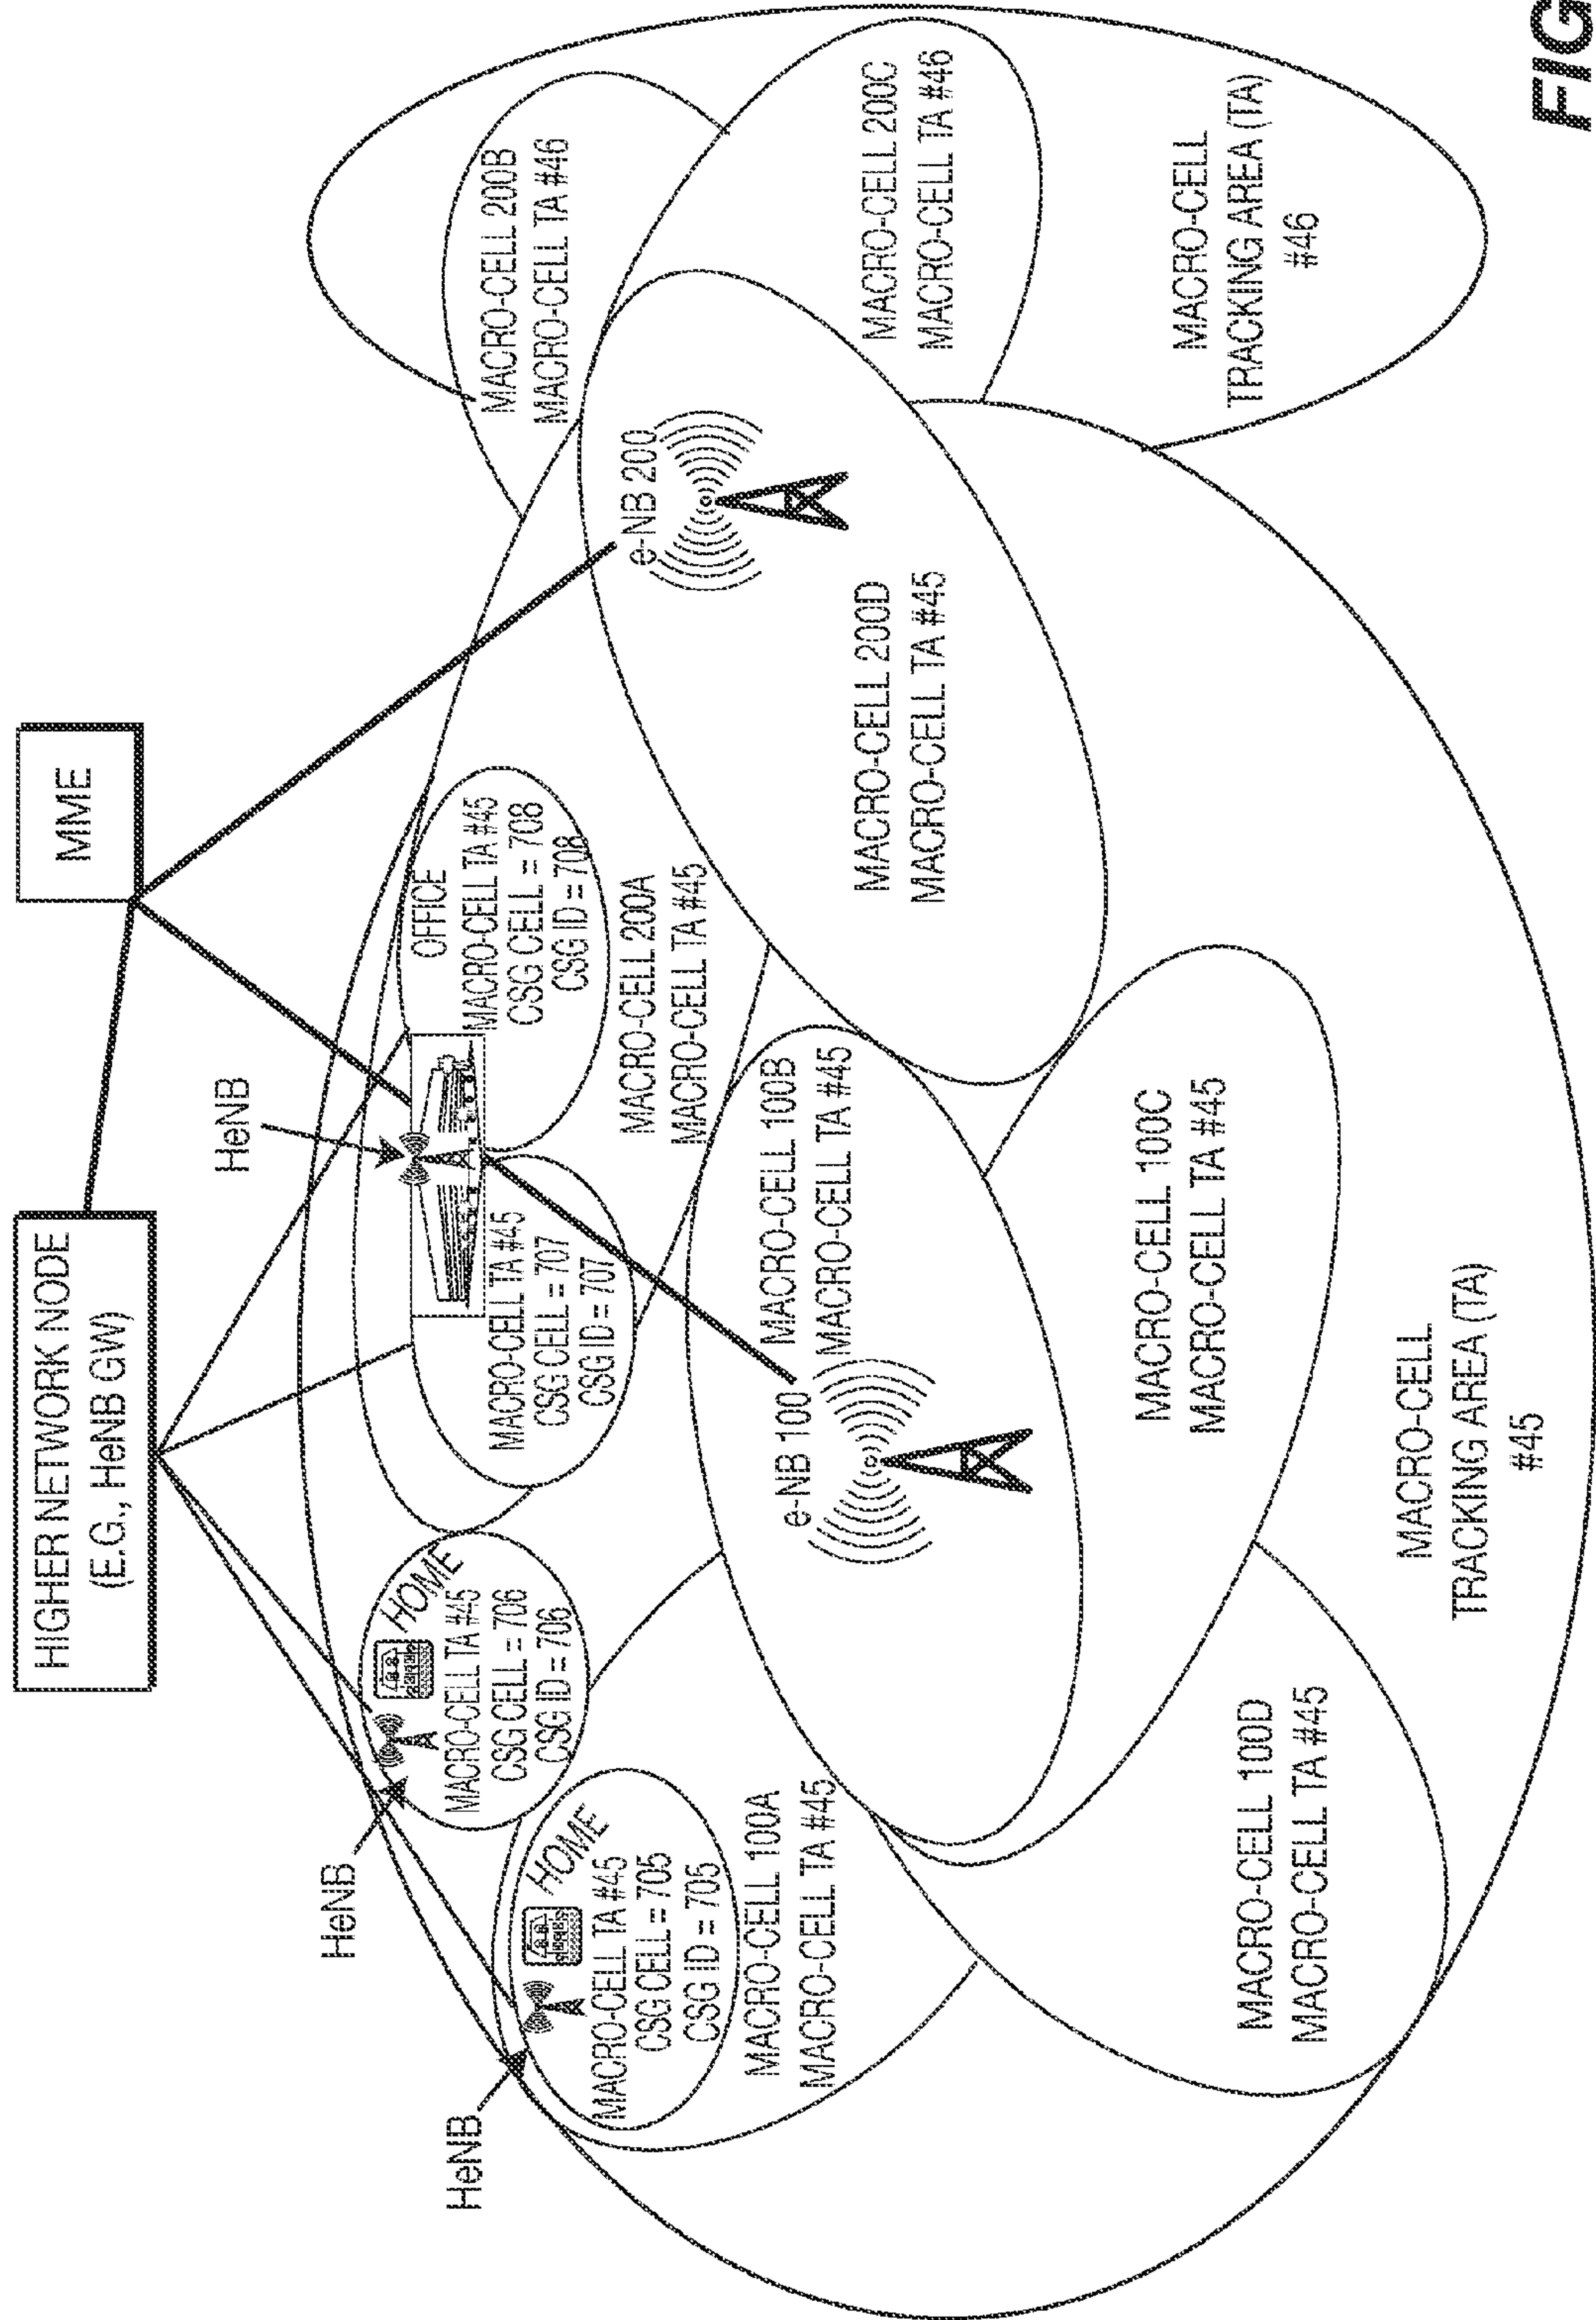 HIGHER NETWORK NODE
(E.G., HeNB GW)
MME
HeNB
HeNB
HeNB
HOME
MACRO-CELL TA #45
CSG CELL = 705
CSG ID = 705
HOME
MACRO-CELL TA #45
CSG CELL = 706
CSG ID = 706
MACRO-CELL TA #45
CSG CELL = 707
CSG ID = 707
OFFICE
MACRO-CELL TA #45
CSG CELL = 708
CSG ID = 708
MACRO-CELL 100A
MACRO-CELL TA #45
MACRO-CELL 200A
MACRO-CELL TA #45
MACRO-CELL 200B
MACRO-CELL TA #46
e-NB 200
e-NB 100
MACRO-CELL 100B
MACRO-CELL TA #45
MACRO-CELL 200D
MACRO-CELL TA #45
MACRO-CELL 200C
MACRO-CELL TA #46
MACRO-CELL 100C
MACRO-CELL TA #45
MACRO-CELL 100D
MACRO-CELL TA #45
MACRO-CELL
TRACKING AREA (TA)
#46
MACRO-CELL
TRACKING AREA (TA)
#45
FIG